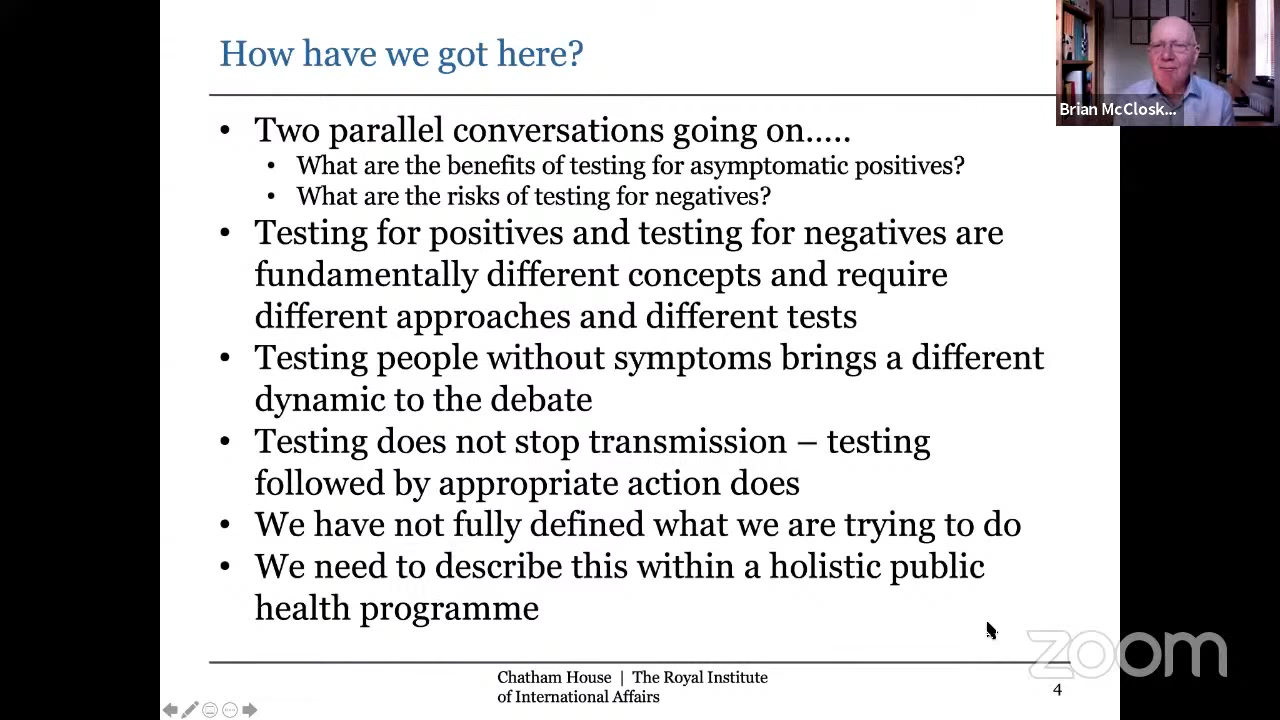 How have we got here?
Brian McClosk...
• Two parallel conversations going on.....
• What are the benefits of testing for asymptomatic positives?
• What are the risks of testing for negatives?
• Testing for positives and testing for negatives are
fundamentally different concepts and require
different approaches and different tests
• Testing people without symptoms brings a different
dynamic to the debate
• Testing does not stop transmission – testing
followed by appropriate action does
• We have not fully defined what we are trying to do
• We need to describe this within a holistic public
health programme
zoom
Chatham House | The Royal Institute
of International Affairs
4